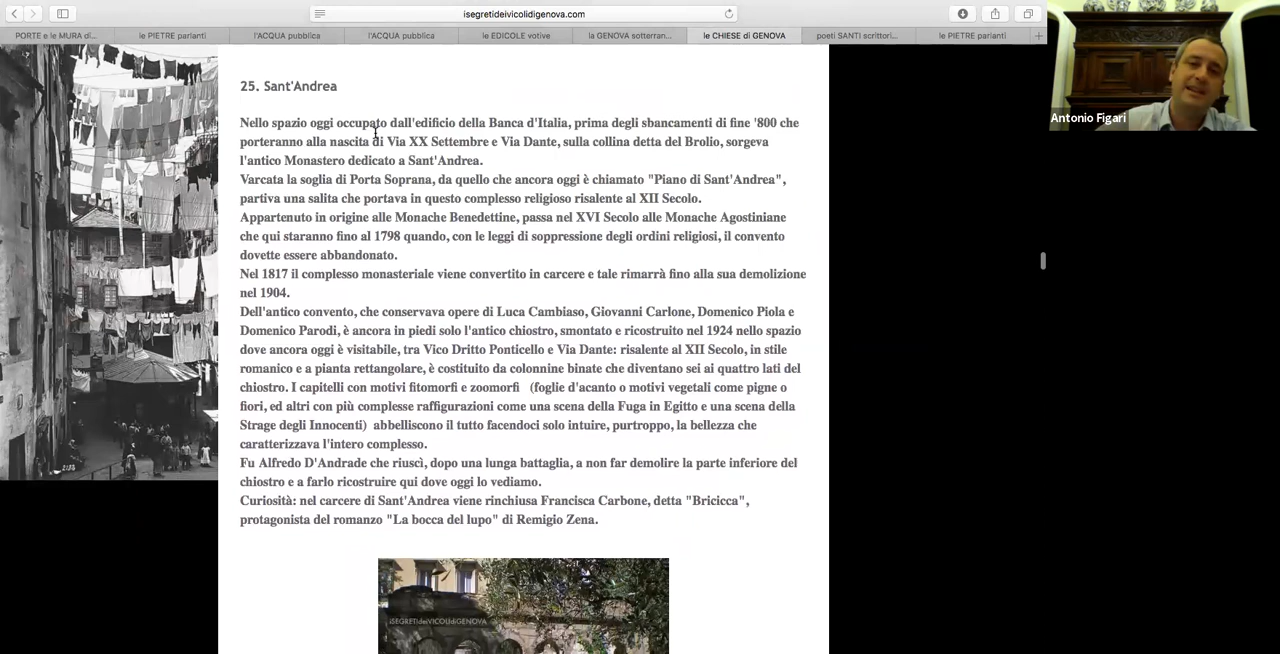 isegretideivicolidigenova.com
PORTE e le MURA di...
le PIETRE parlanti
l'ACQUA pubblica
l'ACQUA pubblica
le EDICOLE votive
la GENOVA sotterran...
le CHIESE di GENOVA
poeti SANTI scrittori...
le PIETRE parlanti
Antonio Figari
25. Sant'Andrea
Nello spazio oggi occupato dall'edificio della Banca d'Italia, prima degli sbancamenti di fine '800 che
porteranno alla nascita di Via XX Settembre e Via Dante, sulla collina detta del Brolio, sorgeva
l'antico Monastero dedicato a Sant'Andrea.
Varcata la soglia di Porta Soprana, da quello che ancora oggi è chiamato "Piano di Sant'Andrea",
partiva una salita che portava in questo complesso religioso risalente al XII Secolo.
Appartenuto in origine alle Monache Benedettine, passa nel XVI Secolo alle Monache Agostiniane
che qui staranno fino al 1798 quando, con le leggi di soppressione degli ordini religiosi, il convento
dovette essere abbandonato.
Nel 1817 il complesso monasteriale viene convertito in carcere e tale rimarrà fino alla sua demolizione
nel 1904.
Dell'antico convento, che conservava opere di Luca Cambiaso, Giovanni Carlone, Domenico Piola e
Domenico Parodi, è ancora in piedi solo l'antico chiostro, smontato e ricostruito nel 1924 nello spazio
dove ancora oggi è visitabile, tra Vico Dritto Ponticello e Via Dante: risalente al XII Secolo, in stile
romanico e a pianta rettangolare, è costituito da colonnine binate che diventano sei ai quattro lati del
chiostro. I capitelli con motivi fitomorfi e zoomorfi (foglie d'acanto o motivi vegetali come pigne o
fiori, ed altri con più complesse raffigurazioni come una scena della Fuga in Egitto e una scena della
Strage degli Innocenti) abbelliscono il tutto facendoci solo intuire, purtroppo, la bellezza che
caratterizzava l'intero complesso.
Fu Alfredo D'Andrade che riuscì, dopo una lunga battaglia, a non far demolire la parte inferiore del
chiostro e a farlo ricostruire qui dove oggi lo vediamo.
Curiosità: nel carcere di Sant'Andrea viene rinchiusa Francisca Carbone, detta "Bricicca",
protagonista del romanzo "La bocca del lupo" di Remigio Zena.
iSEGRETIdeiVICOLIdiGENOVA